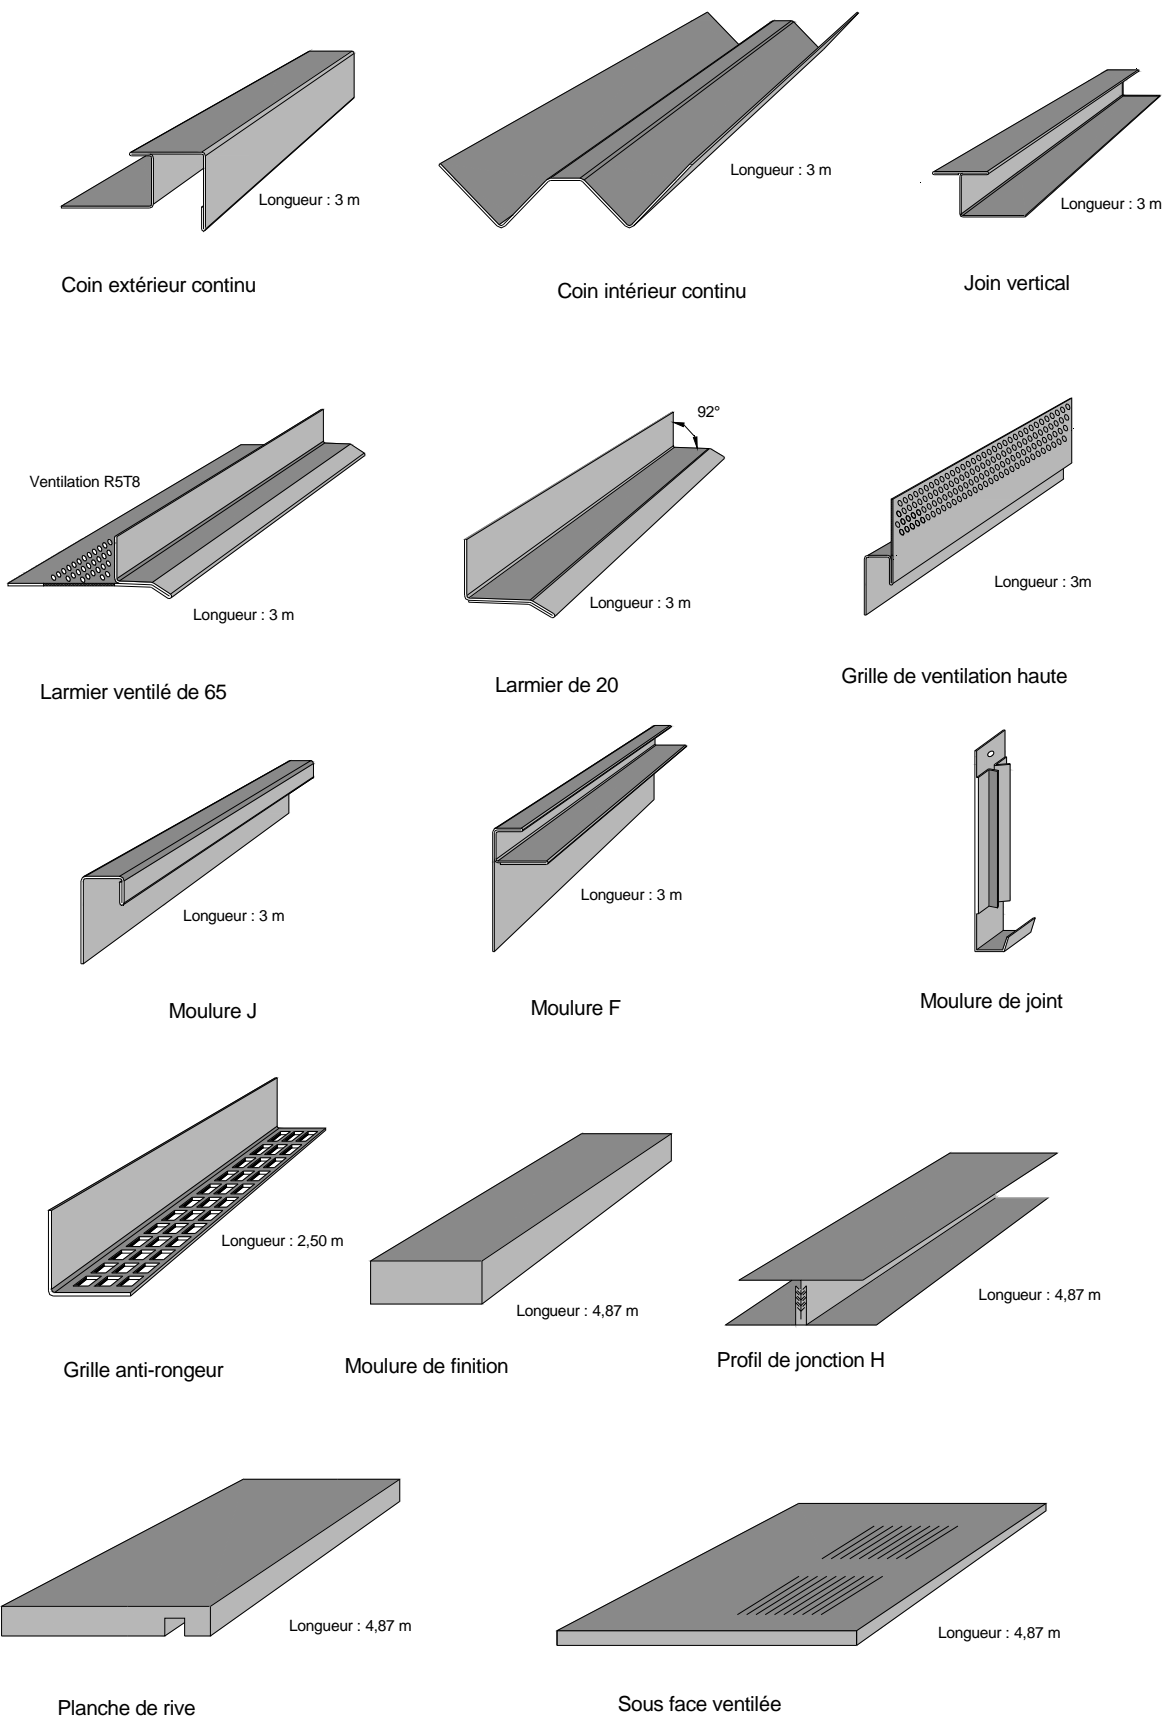 Longueur : 3 m
Longueur : 3 m
Longueur : 3 m
Coin extérieur continu
Coin intérieur continu
Join vertical
92°
Ventilation R5T8
Longueur : 3 m
Longueur : 3 m
Longueur : 3m
Larmier ventilé de 65
Larmier de 20
Grille de ventilation haute
Longueur : 3 m
Longueur : 3 m
Moulure J
Moulure F
Moulure de joint
Longueur : 2,50 m
Longueur : 4,87 m
Longueur : 4,87 m
Grille anti-rongeur
Moulure de finition
Profil de jonction H
Longueur : 4,87 m
Longueur : 4,87 m
Planche de rive
Sous face ventilée